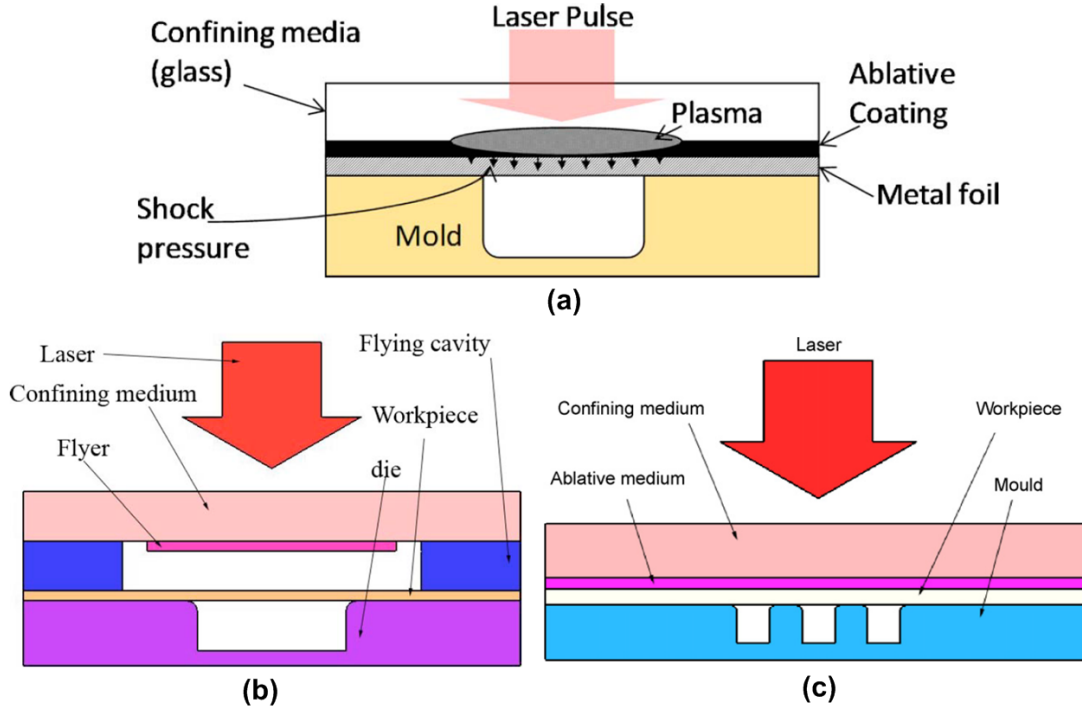 Laser Pulse
Confining media
(glass)
Ablative
Coating
Plasma
Metal foil
Shock
pressure
Mold
(a)
Laser
Flying cavity
Confining medium
Workpiece
Flyer
die
(b)
Laser
Confining medium
Workpiece
Ablative medium
Mould
(c)